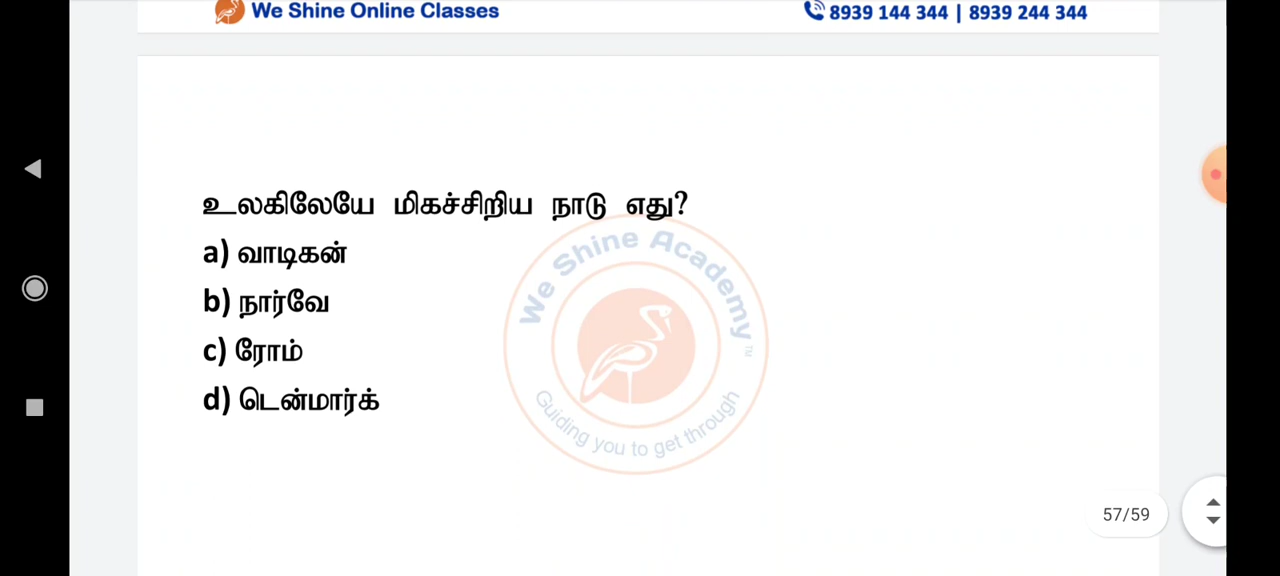 We Shine Online Classes
8939 144 344 | 8939 244 344
உலகிலேயே மிகச்சிறிய நாடு எது?
a) வாடிகன்
b) நார்வே
c) ரோம்
d) டென்மார்க்
We Shine Academy
TM
Guiding you to get through
57/59